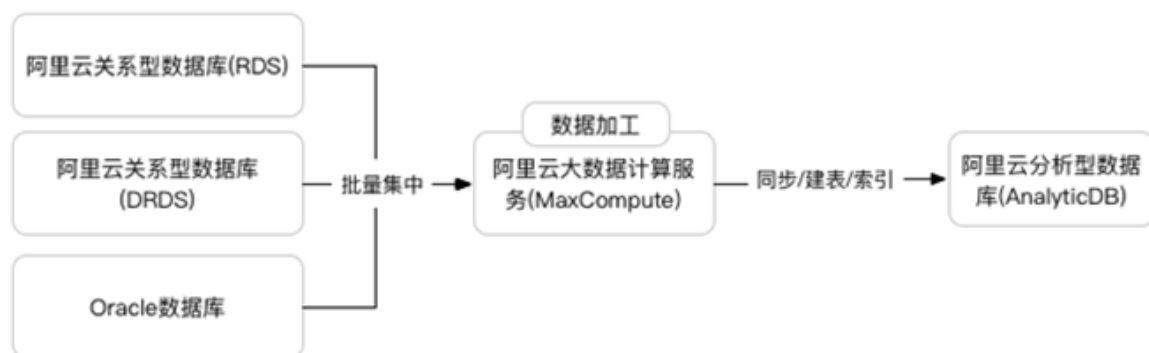 阿里云关系型数据库(RDS)
阿里云关系型数据库
(DRDS)
Oracle数据库
批量集中
数据加工
阿里云大数据计算服
务(MaxCompute)
同步/建表/索引
阿里云分析型数据
库(AnalyticDB)